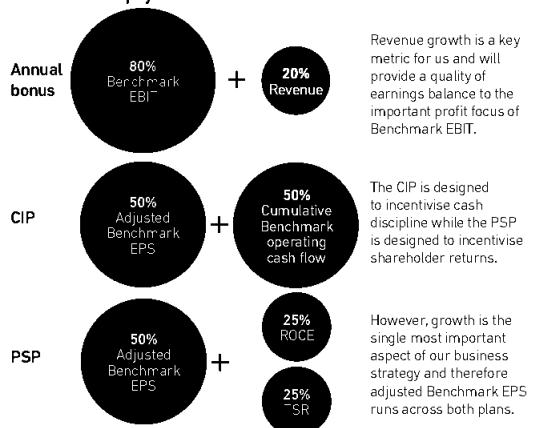 Annual
bonus
80%
Benchmark
EBIT
+
20%
Revenue
Revenue growth is a key
metric for us and will
provide a quality of
earnings balance to the
important profit focus of
Benchmark EBIT.
CIP
50%
Adjusted
Benchmark
EPS
+
50%
Cumulative
Benchmark
operating
cash flow
The CIP is designed
to incentivise cash
discipline while the PSP
is designed to incentivise
shareholder returns.
PSP
50%
Adjusted
Benchmark
EPS
+
25%
ROCE
25%
TSR
However, growth is the
single most important
aspect of our business
strategy and therefore
adjusted Benchmark EPS
runs across both plans.